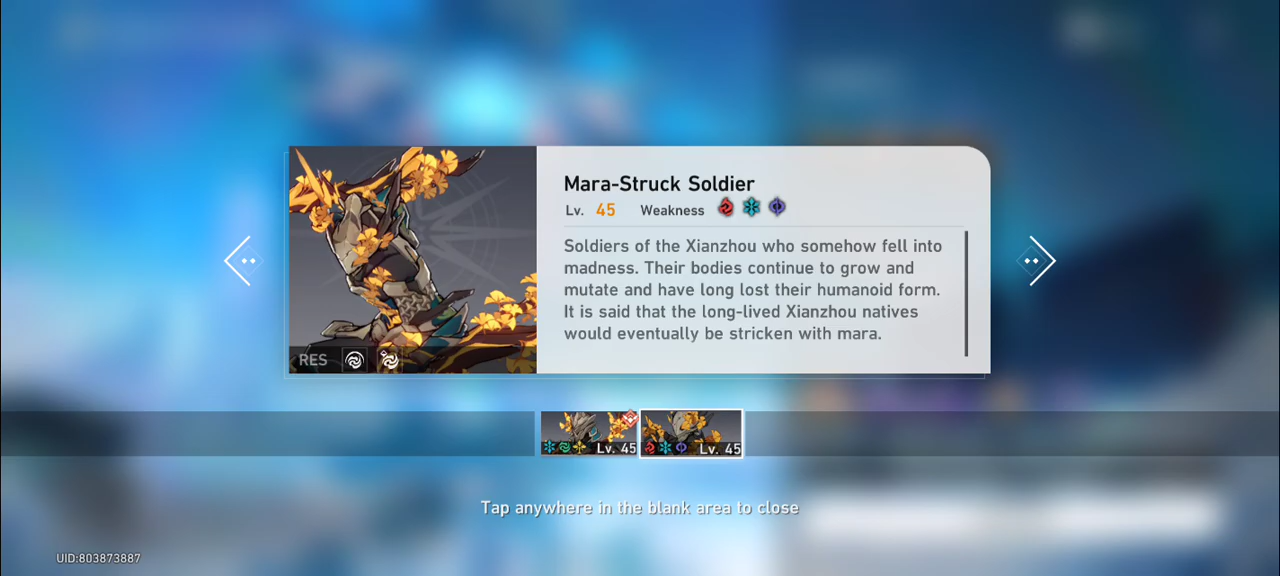 Mara-Struck Soldier
Lv. 45 Weakness
Soldiers of the Xianzhou who somehow fell into
madness. Their bodies continue to grow and
mutate and have long lost their humanoid form.
It is said that the long-lived Xianzhou natives
would eventually be stricken with mara.
RES
Lv. 45
Lv. 45
Tap anywhere in the blank area to close
UID:803873887